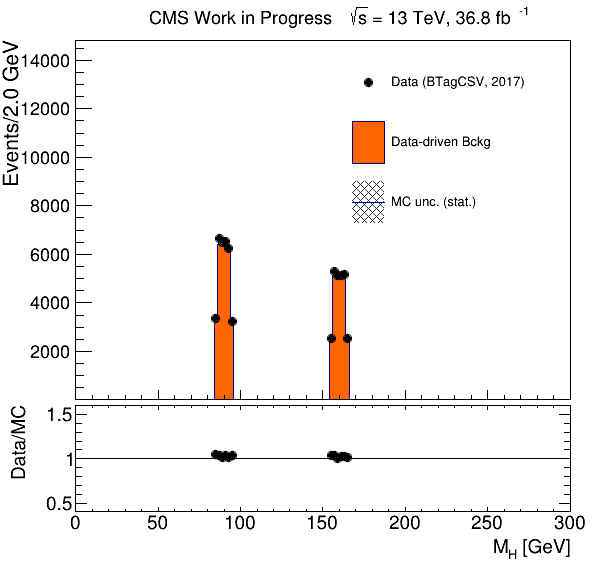 CMS Work in Progress √s = 13 TeV, 36.8 fb -1
Events/2.0 GeV
14000
12000
10000
8000
6000
4000
2000
Data (BTagCSV, 2017)
Data-driven Bckg
MC unc. (stat.)
Data/MC
1.5
1
0.5
0 50 100 150 200 250 300
M_H [GeV]